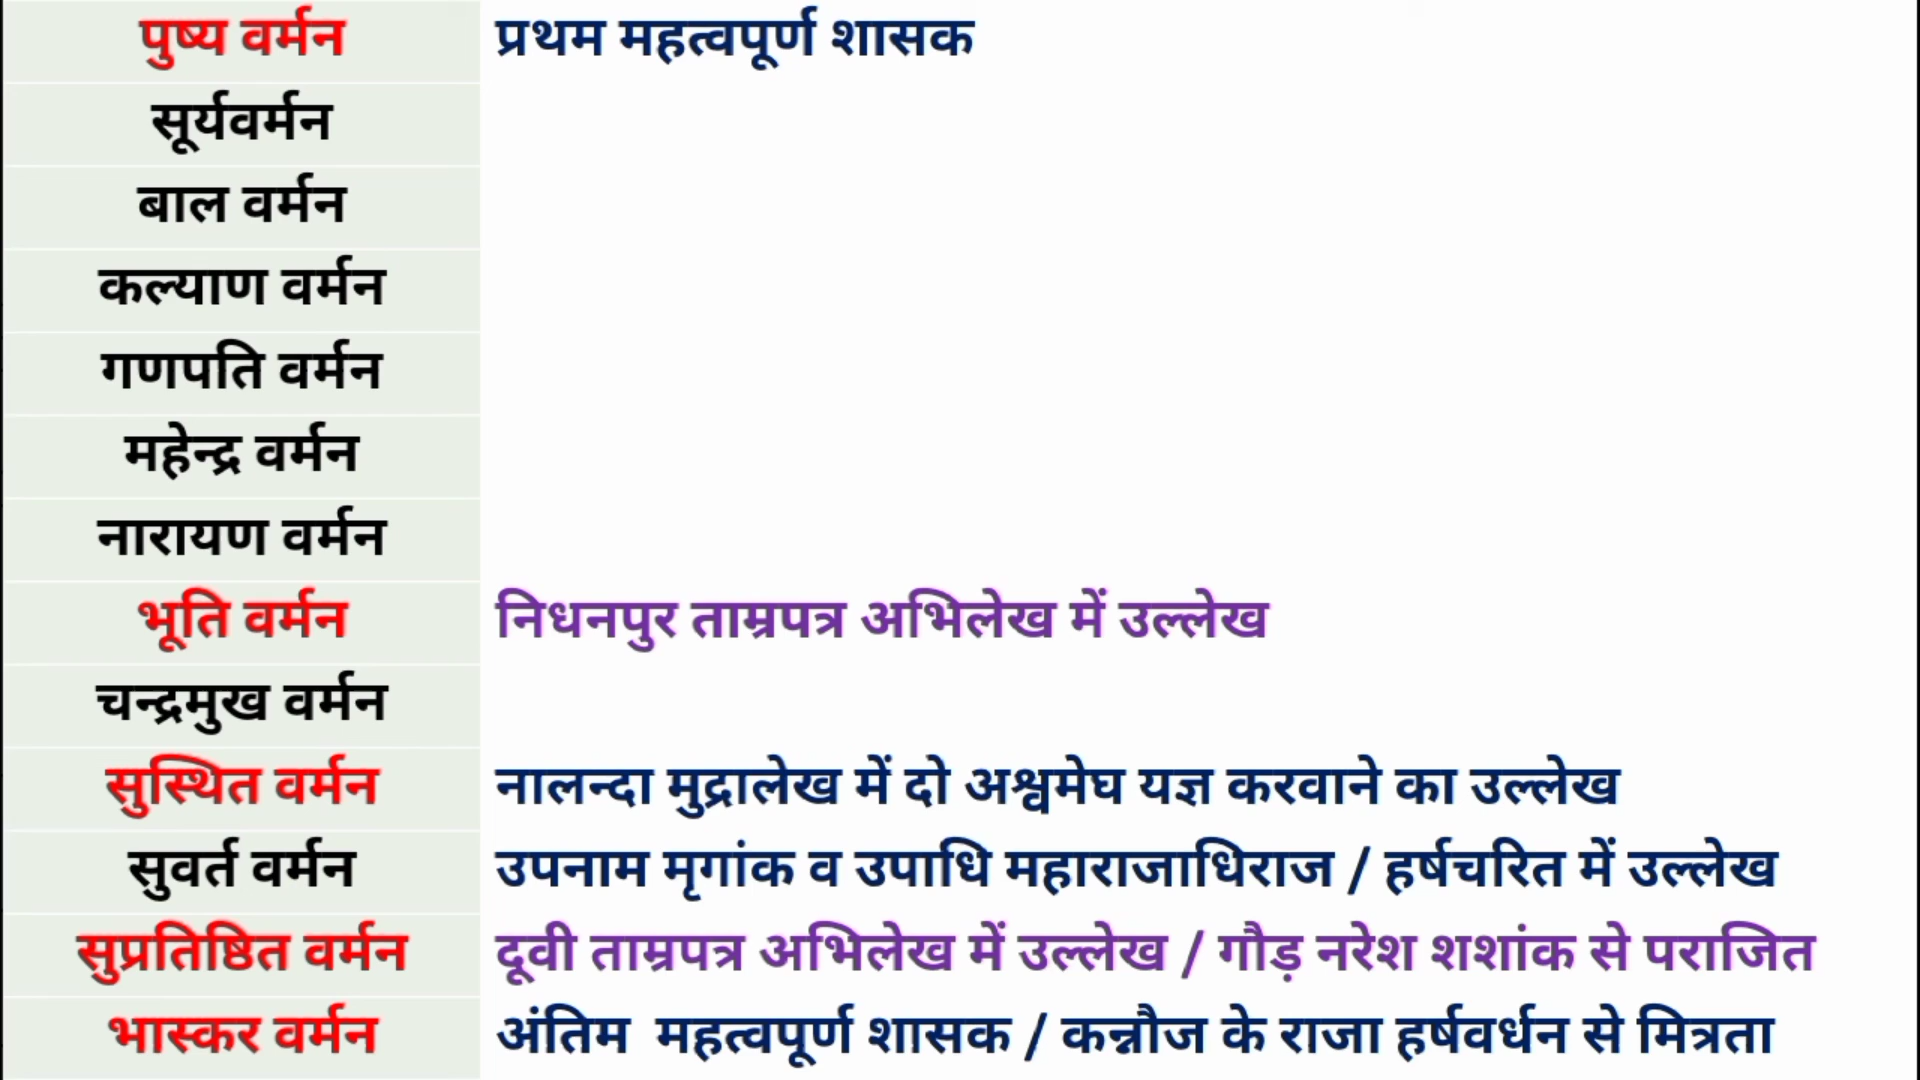 पुष्य वर्मन प्रथम महत्वपूर्ण शासक
सूर्यवर्मन
बाल वर्मन
कल्याण वर्मन
गणपति वर्मन
महेन्द्र वर्मन
नारायण वर्मन
भूति वर्मन निधनपुर ताम्रपत्र अभिलेख में उल्लेख
चन्द्रमुख वर्मन
सुस्थित वर्मन नालन्दा मुद्रालेख में दो अश्वमेघ यज्ञ करवाने का उल्लेख
सुवर्त वर्मन उपनाम मृगांक व उपाधि महाराजाधिराज / हर्षचरित में उल्लेख
सुप्रतिष्ठित वर्मन दूवी ताम्रपत्र अभिलेख में उल्लेख / गौड़ नरेश शशांक से पराजित
भास्कर वर्मन अंतिम महत्वपूर्ण शासक / कन्नौज के राजा हर्षवर्धन से मित्रता